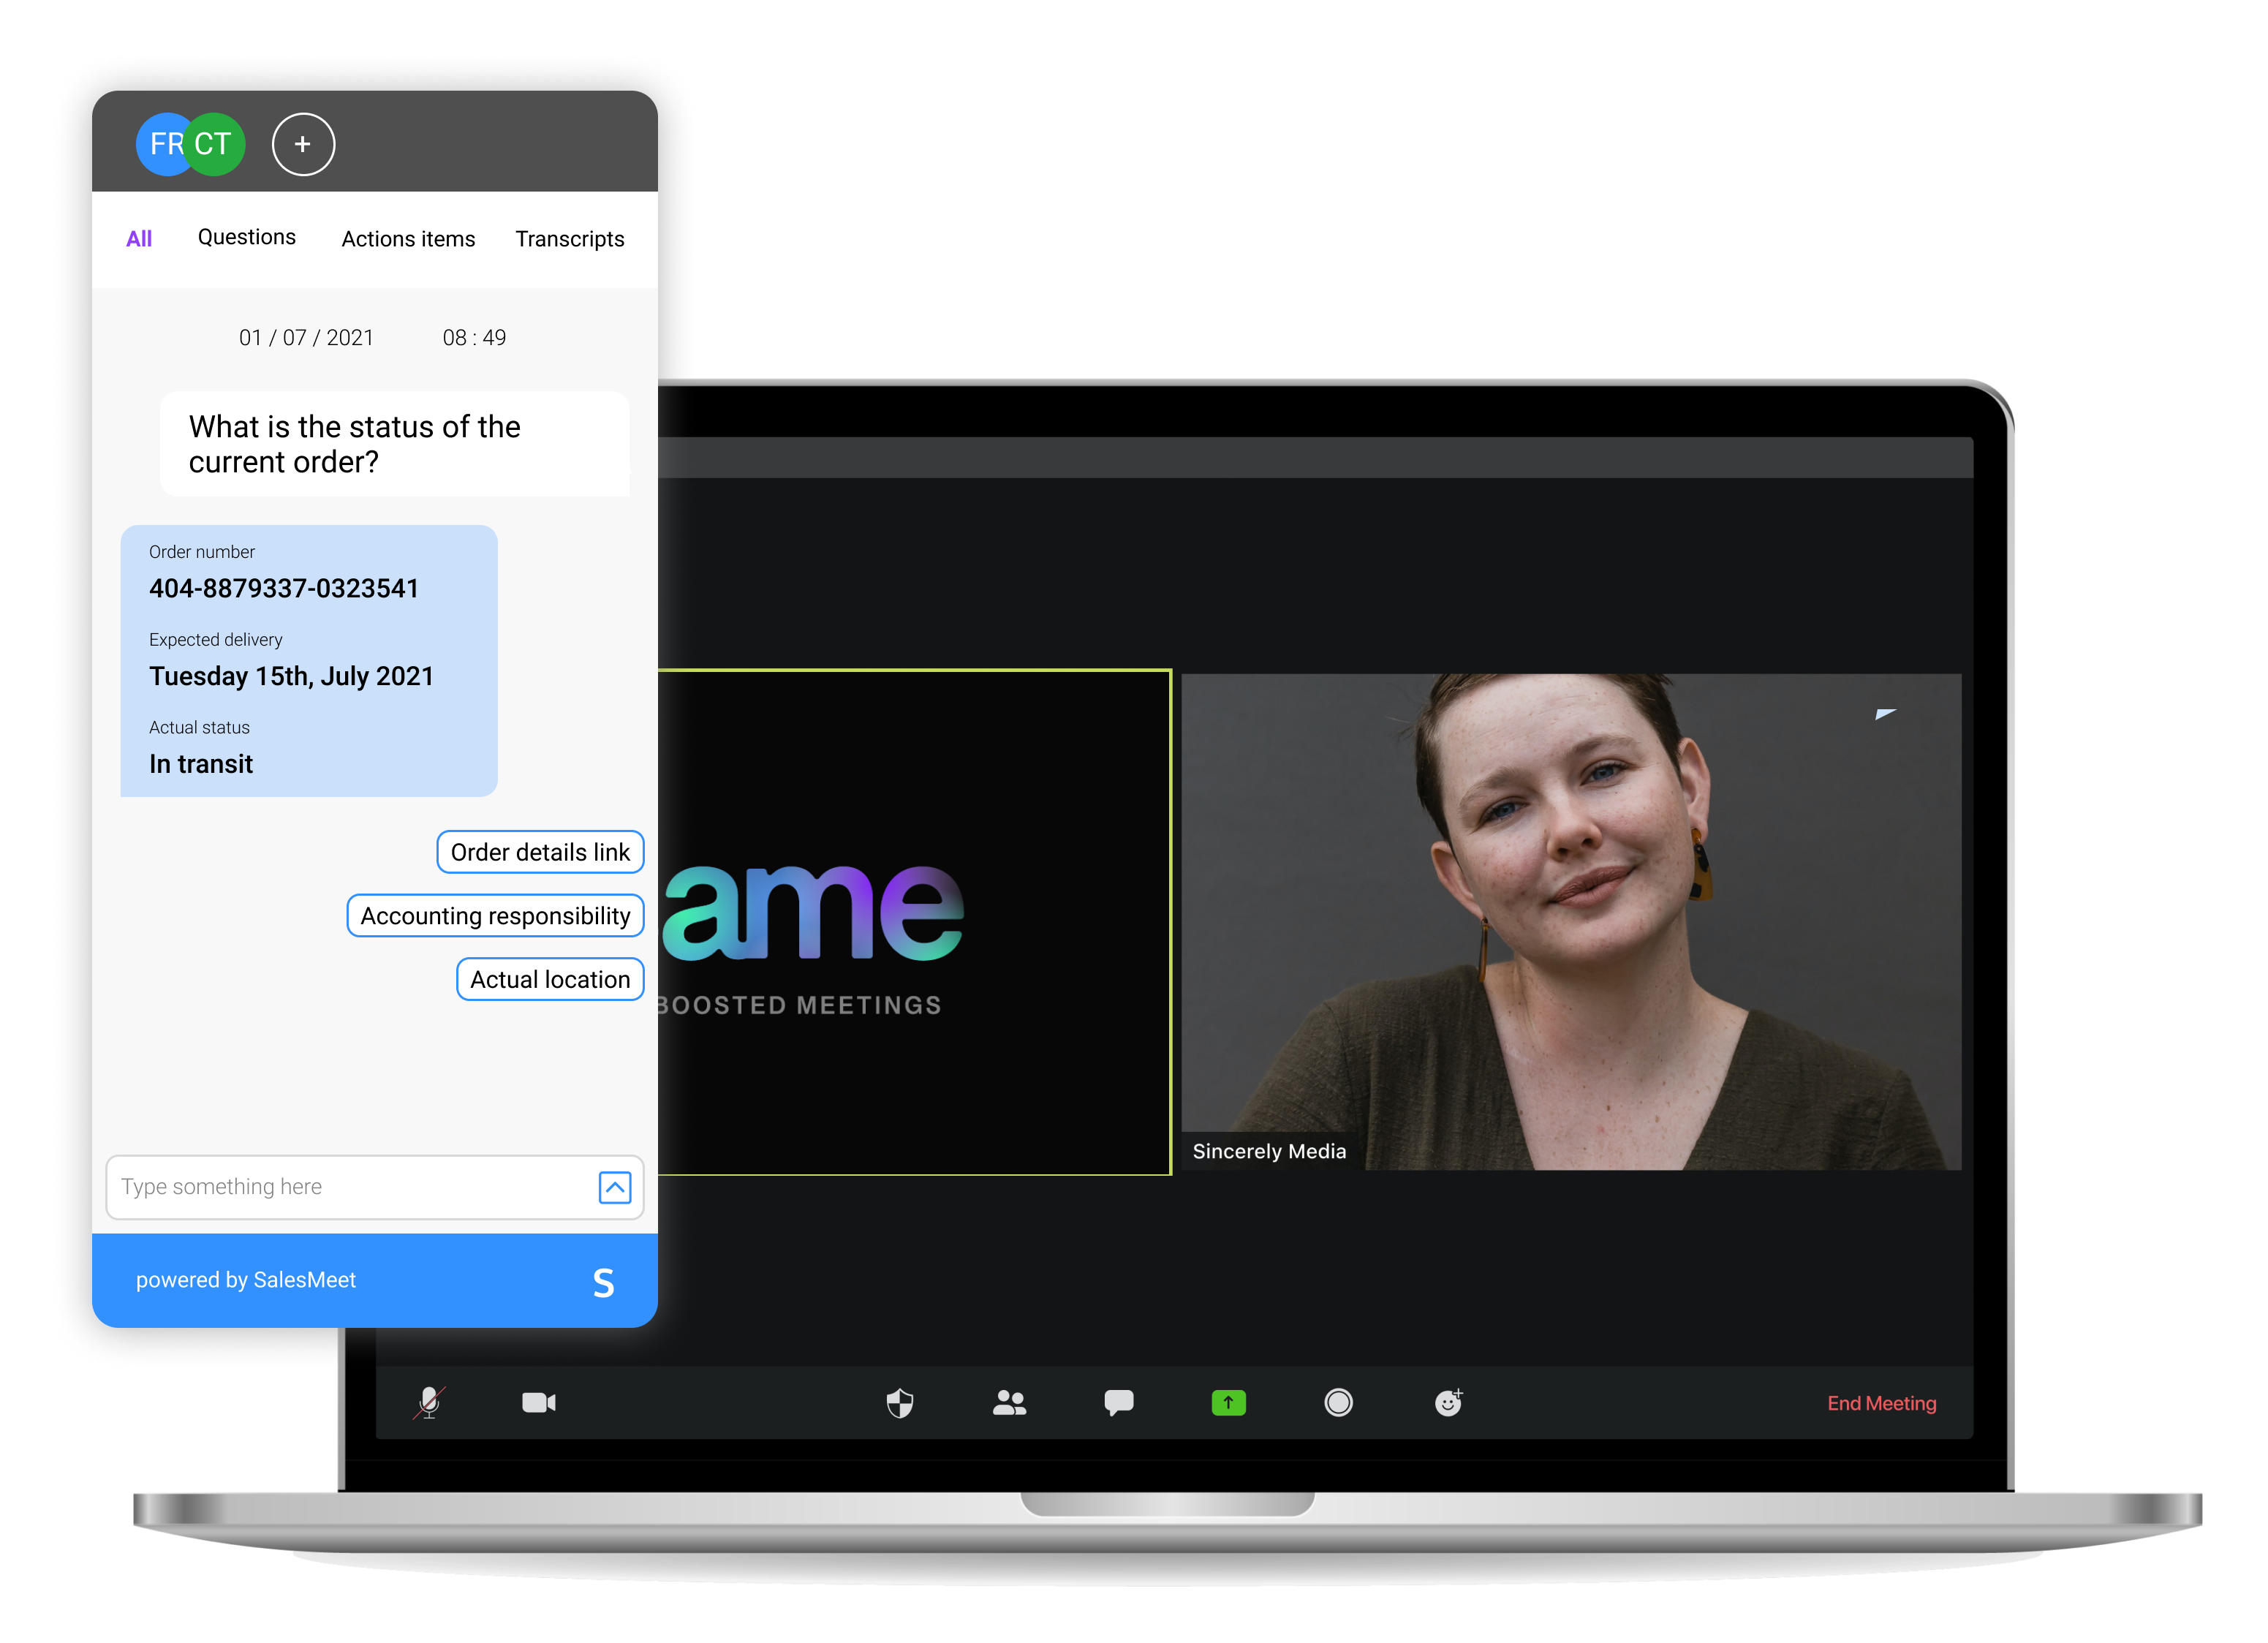 FR CT +
All Questions Actions items Transcripts
01 / 07 / 2021 08 : 49
What is the status of the
current order?
Order number
404-8879337-0323541
Expected delivery
Tuesday 15th, July 2021
Actual status
In transit
Order details link
Accounting responsibility
Actual location
Type something here
powered by SalesMeet S
ame
BOOSTED MEETINGS
Sincerely Media
End Meeting